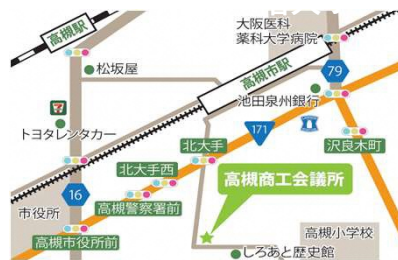 大阪医科
薬科大学病院
高槻駅
松坂屋
高槻市駅
79
池田泉州銀行
7
トヨタレンタカー
北大手
171
沢良木町
北大手西
16
高槻商工会議所
市役所
高槻警察署前
高槻市役所前
高槻小学校
しろあと歴史館